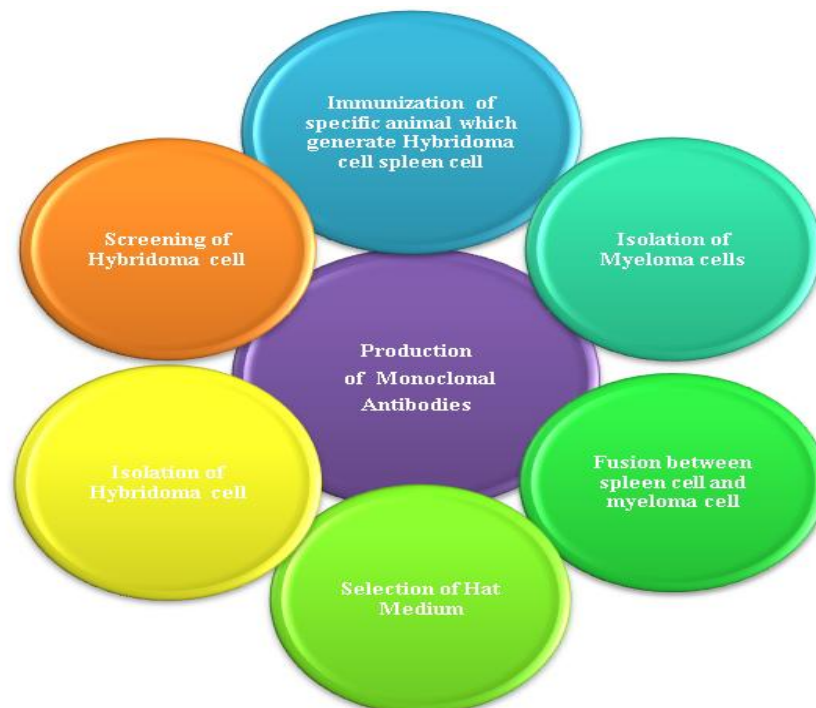 Immunization of
specific animal which
generate Hybridoma
cell spleen cell
Screening of
Hybridoma cell
Isolation of
Myeloma cells
Production
of Monoclonal
Antibodies
Isolation of
Hybridoma cell
Fusion between
spleen cell and
myeloma cell
Selection of Hat
Medium